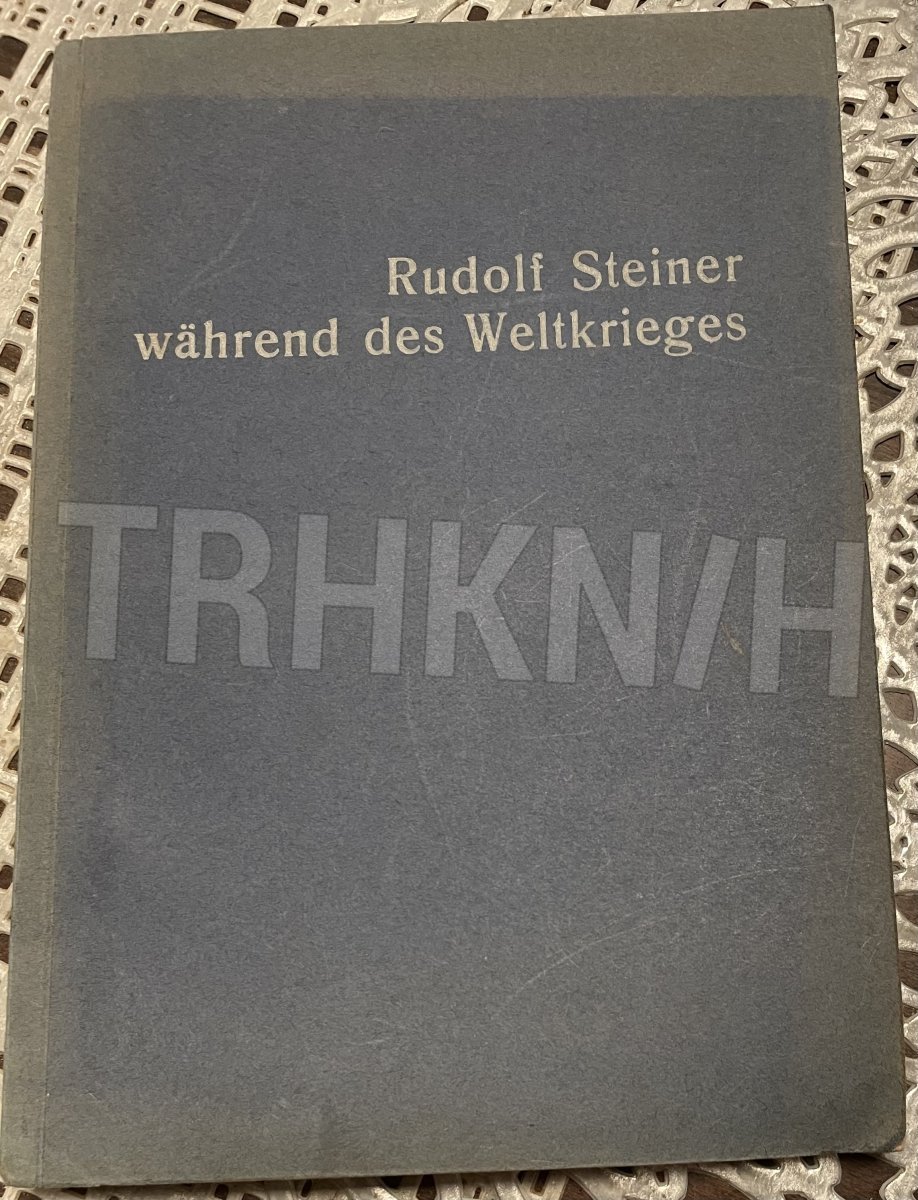 Rudolf Steiner
während des Weltkrieges
TRHKN/H